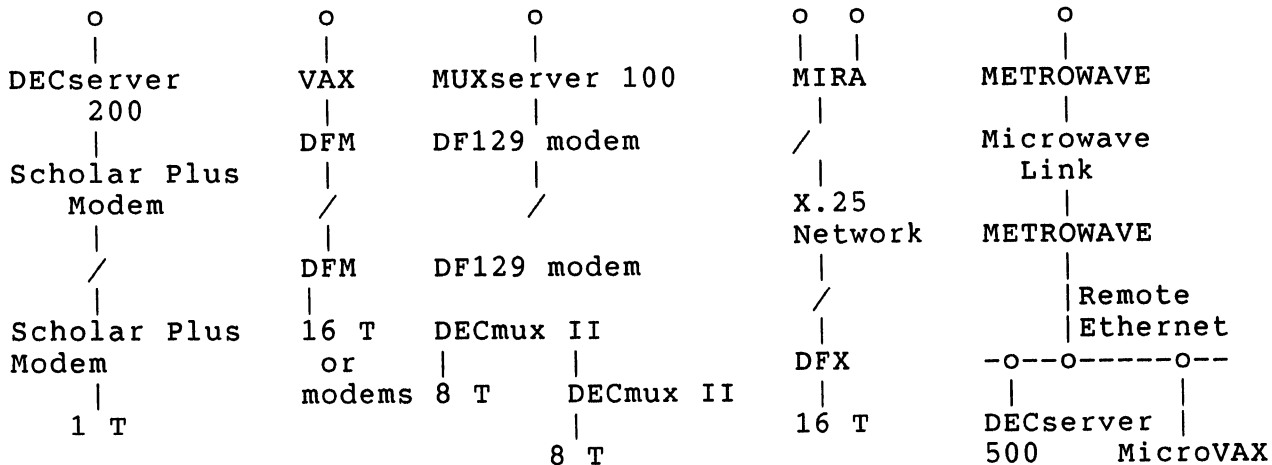 o o o o o o
DECserver 200 VAX MUXserver 100 MIRA METROWAVE
DFM DF129 modem / Microwave Link
Scholar Plus Modem / / X.25 Network METROWAVE
/ DFM DF129 modem / Remote Ethernet
Scholar Plus Modem 16 T or modems DECmux II DFX -o--o------o--
8 T DECmux II
1 T 16 T DECserver 500 MicroVAX
8 T